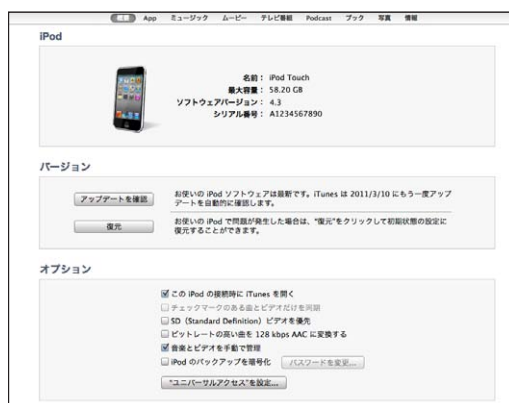 概要 App ミュージック ムービー テレビ番組 Podcast ブック 写真 情報
iPod
名前： iPod Touch
最大容量： 58.20 GB
ソフトウェアバージョン： 4.3
シリアル番号： A1234567890
バージョン
アップデートを確認
お使いの iPod ソフトウェアは最新です。iTunes は 2011/3/10 にもう一度アップ
デートを自動的に確認します。
復元
お使いの iPod で問題が発生した場合は、“復元”をクリックして初期状態の設定に
復元することができます。
オプション
この iPod の接続時に iTunes を開く
チェックマークのある曲とビデオだけを同期
SD（Standard Definition）ビデオを優先
ビットレートの高い曲を 128 kbps AAC に変換する
音楽とビデオを手動で管理
iPod のバックアップを暗号化 パスワードを変更...
“ユニバーサルアクセス”を設定...